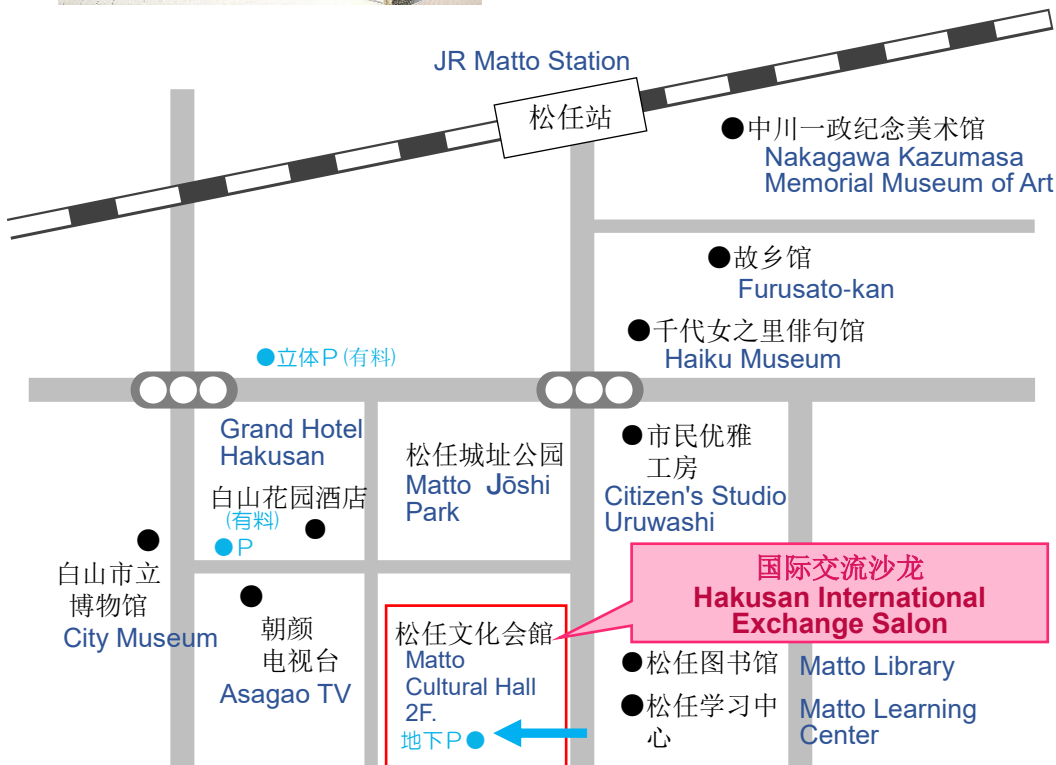 JR Matto Station
松任站
中川一政纪念美术馆
Nakagawa Kazumasa
Memorial Museum of Art
故乡馆
Furusato-kan
千代女之里俳句馆
Haiku Museum
立体P(有料)
Grand Hotel
Hakusan
白山花园酒店
(有料)
P
松任城址公园
Matto Jōshi
Park
市民优雅
工房
Citizen's Studio
Uruwashi
白山市立
博物馆
City Museum
朝颜
电视台
Asagao TV
国际交流沙龙
Hakusan International
Exchange Salon
松任文化会館
Matto
Cultural Hall
2F.
地下P
松任图书馆 Matto Library
松任学习中
心
Matto Learning
Center